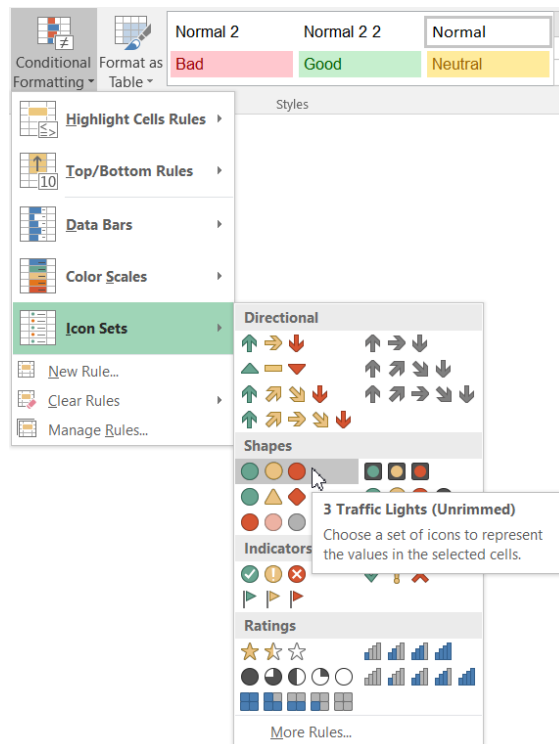 Conditional Formatting
Format as Table
Normal 2
Normal 2 2
Normal
Bad
Good
Neutral
Styles
Highlight Cells Rules
≤≥
Top/Bottom Rules
10
Data Bars
Color Scales
Icon Sets
New Rule...
Clear Rules
Manage Rules...
Directional
Shapes
3 Traffic Lights (Unrimmed)
Choose a set of icons to represent
the values in the selected cells.
Indicators
Ratings
More Rules...